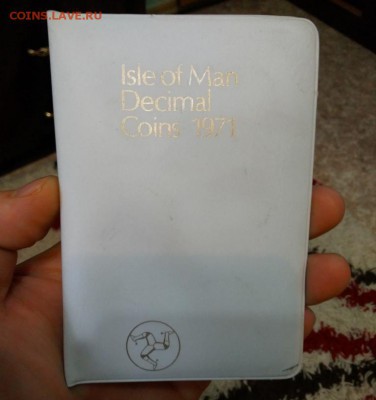 COINS.LAVE.RU
Isle of Man
Decimal
Coins 1971